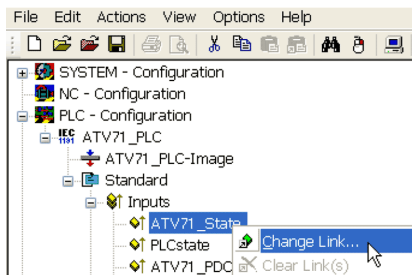 File Edit Actions View Options Help
SYSTEM - Configuration
NC - Configuration
PLC - Configuration
IEC 1131 ATV71_PLC
ATV71_PLC-Image
Standard
Inputs
ATV71_State
PLCstate Change Link...
ATV71_PDO Clear Link(s)